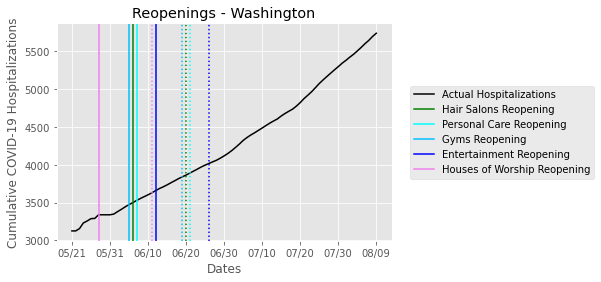 Reopenings - Washington
Cumulative COVID-19 Hospitalizations
5500
5000
4500
4000
3500
3000
05/21
05/31
06/10
06/20
06/30
07/10
07/20
07/30
08/09
Dates
Actual Hospitalizations
Hair Salons Reopening
Personal Care Reopening
Gyms Reopening
Entertainment Reopening
Houses of Worship Reopening